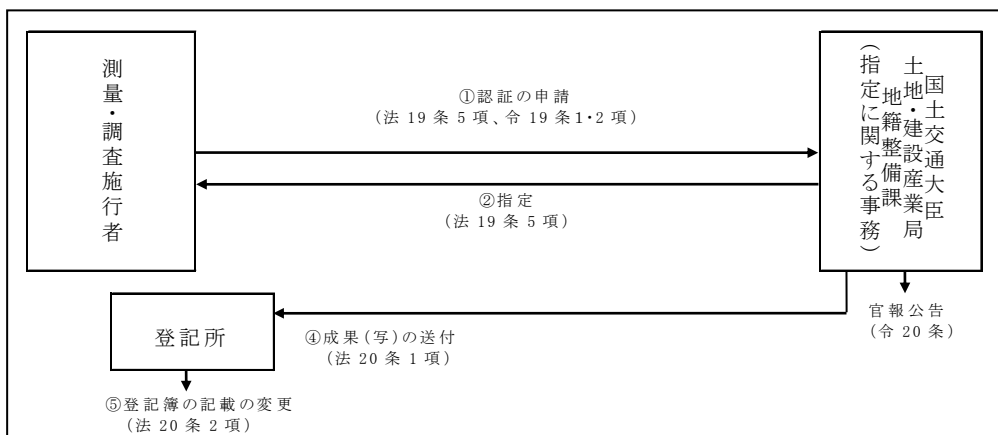 測量・調査施行者
①認証の申請
(法 19 条 5 項、令 19 条1・2 項)
②指定
(法 19 条 5 項)
国土交通大臣
土地・建設産業局
地籍整備課
(指定に関する事務)
官報公告
(令 20 条)
登記所
④成果(写)の送付
(法 20 条 1 項)
⑤登記簿の記載の変更
(法 20 条 2 項)